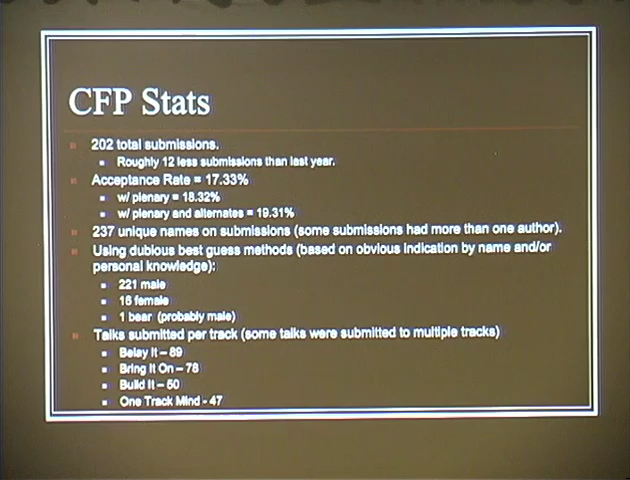 CFP Stats
202 total submissions.
Roughly 12 less submissions than last year.
Acceptance Rate = 17.33%
w/ plenary = 18.32%
w/ plenary and alternates = 19.31%
237 unique names on submissions (some submissions had more than one author).
Using dubious best guess methods (based on obvious indication by name and/or
personal knowledge):
221 male
16 female
1 bear (probably male)
Talks submitted per track (some talks were submitted to multiple tracks)
Belay It – 89
Bring It On – 78
Build It – 50
One Track Mind - 47